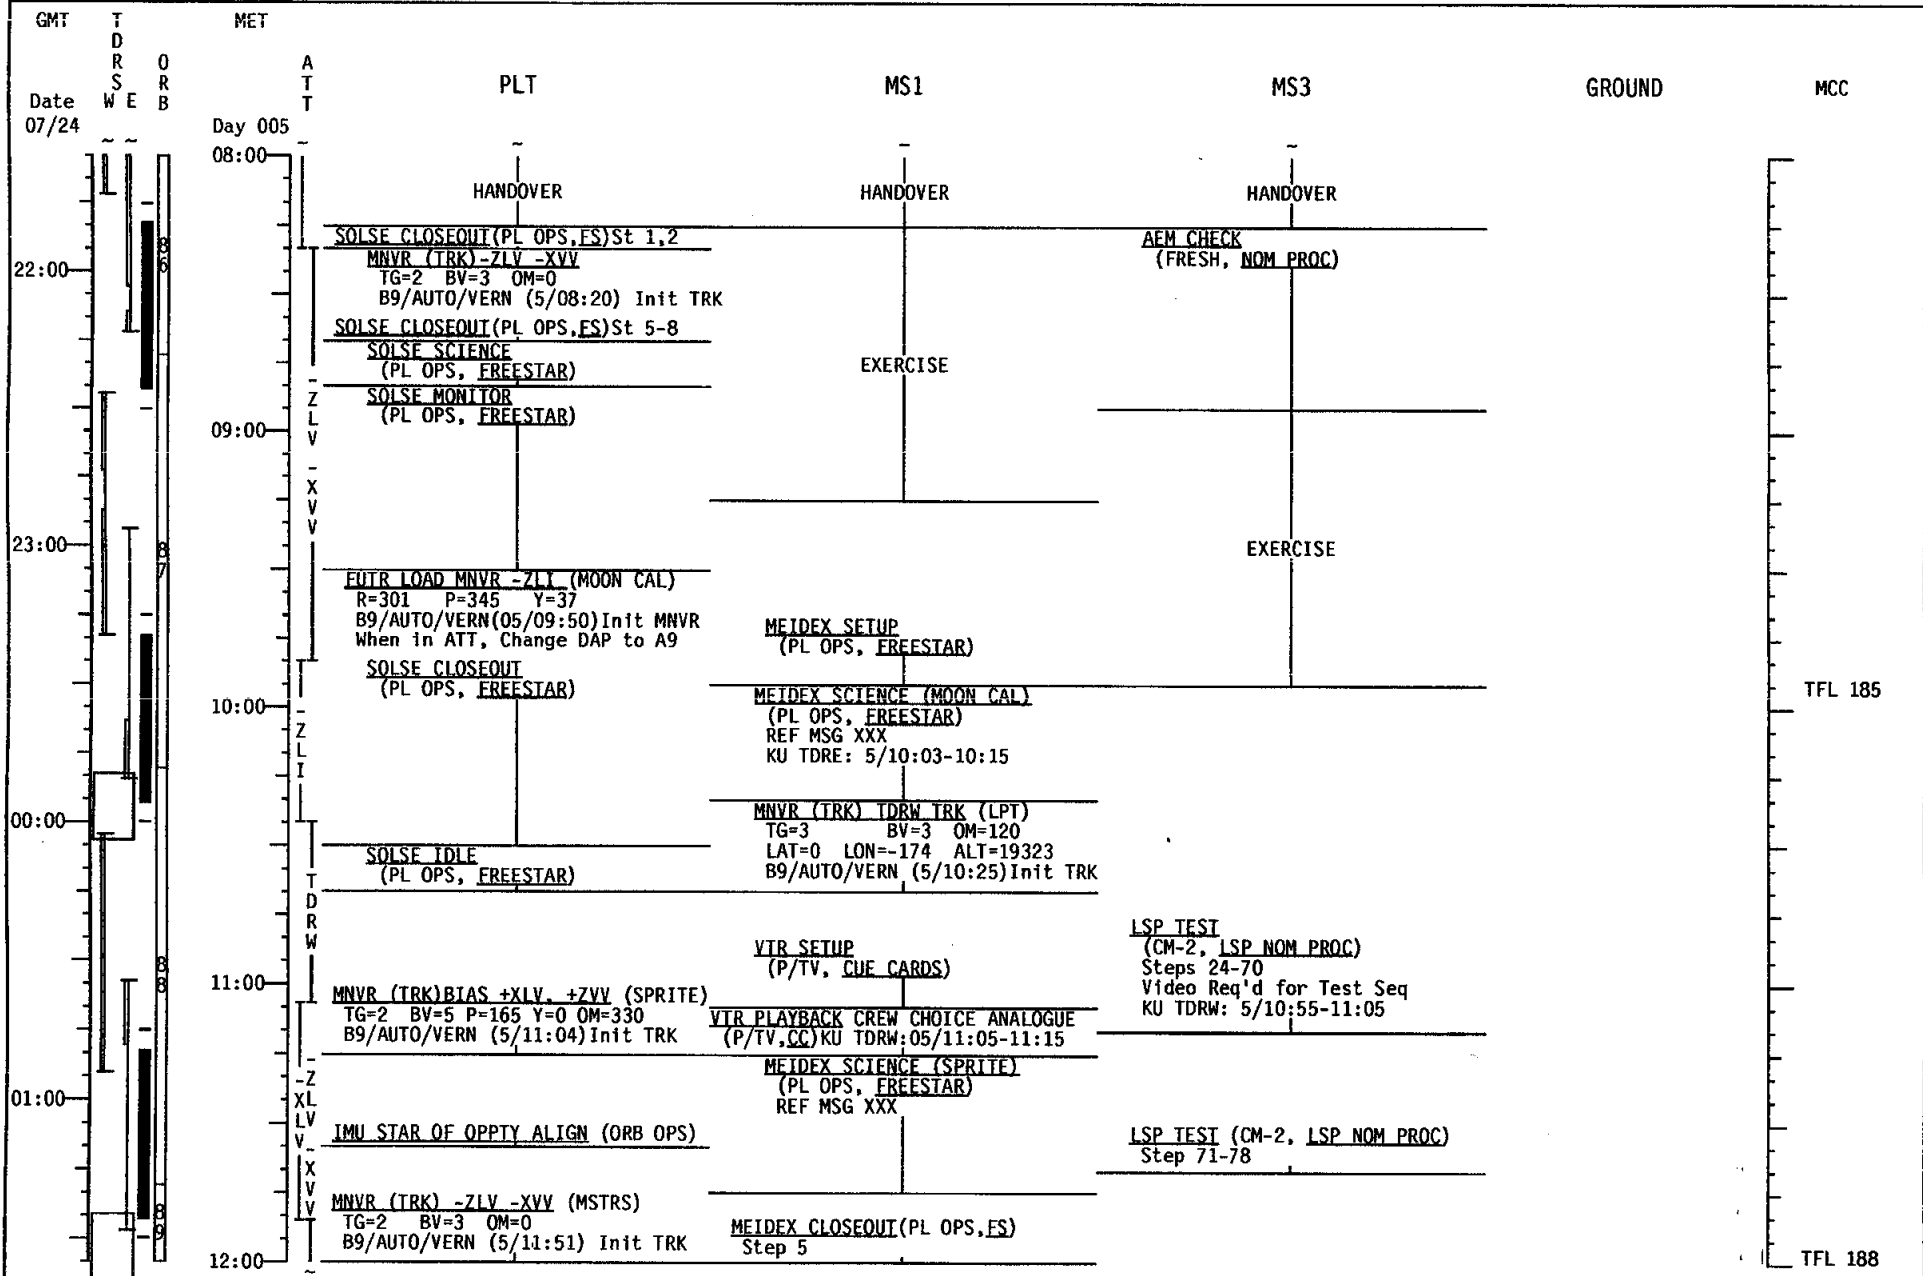 GMT TDRS MET
Date W E ORB ATT PLT MS1 MS3 GROUND MCC
07/24 Day 005
08:00
HANDOVER HANDOVER HANDOVER
SOLSE CLOSEOUT(PL OPS,FS)St 1,2
AEM CHECK
(FRESH, NOM PROC)
MNVR (TRK)-ZLV -XVV
TG=2 BV=3 OM=0
B9/AUTO/VERN (5/08:20) Init TRK
22:00
86
SOLSE CLOSEOUT(PL OPS,FS)St 5-8
SOLSE SCIENCE
(PL OPS, FREESTAR)
EXERCISE
SOLSE MONITOR
(PL OPS, FREESTAR)
-ZLV -XVV
09:00
23:00
87
EXERCISE
FUTR LOAD MNVR -ZLI (MOON CAL)
R=301 P=345 Y=37
B9/AUTO/VERN(05/09:50)Init MNVR
When in ATT, Change DAP to A9
MEIDEX SETUP
(PL OPS, FREESTAR)
SOLSE CLOSEOUT
(PL OPS, FREESTAR)
MEIDEX SCIENCE (MOON CAL)
(PL OPS, FREESTAR)
REF MSG XXX
KU TDRE: 5/10:03-10:15
TFL 185
10:00
-ZLI
00:00
MNVR (TRK) TDRW TRK (LPT)
TG=3 BV=3 OM=120
LAT=0 LON=-174 ALT=19323
B9/AUTO/VERN (5/10:25)Init TRK
SOLSE IDLE
(PL OPS, FREESTAR)
TDRW
LSP TEST
(CM-2, LSP NOM PROC)
Steps 24-70
Video Req'd for Test Seq
KU TDRW: 5/10:55-11:05
VTR SETUP
(P/TV, CUE CARDS)
88
11:00
MNVR (TRK)BIAS +XLV, +ZVV (SPRITE)
TG=2 BV=5 P=165 Y=0 OM=330
B9/AUTO/VERN (5/11:04)Init TRK
VTR PLAYBACK CREW CHOICE ANALOGUE
(P/TV,CC)KU TDRW:05/11:05-11:15
MEIDEX SCIENCE (SPRITE)
(PL OPS, FREESTAR)
REF MSG XXX
01:00
-XLV
-ZLV -XVV
IMU STAR OF OPPTY ALIGN (ORB OPS)
LSP TEST (CM-2, LSP NOM PROC)
Step 71-78
MNVR (TRK) -ZLV -XVV (MSTRS)
TG=2 BV=3 OM=0
B9/AUTO/VERN (5/11:51) Init TRK
MEIDEX CLOSEOUT(PL OPS,FS)
Step 5
89
12:00
TFL 188